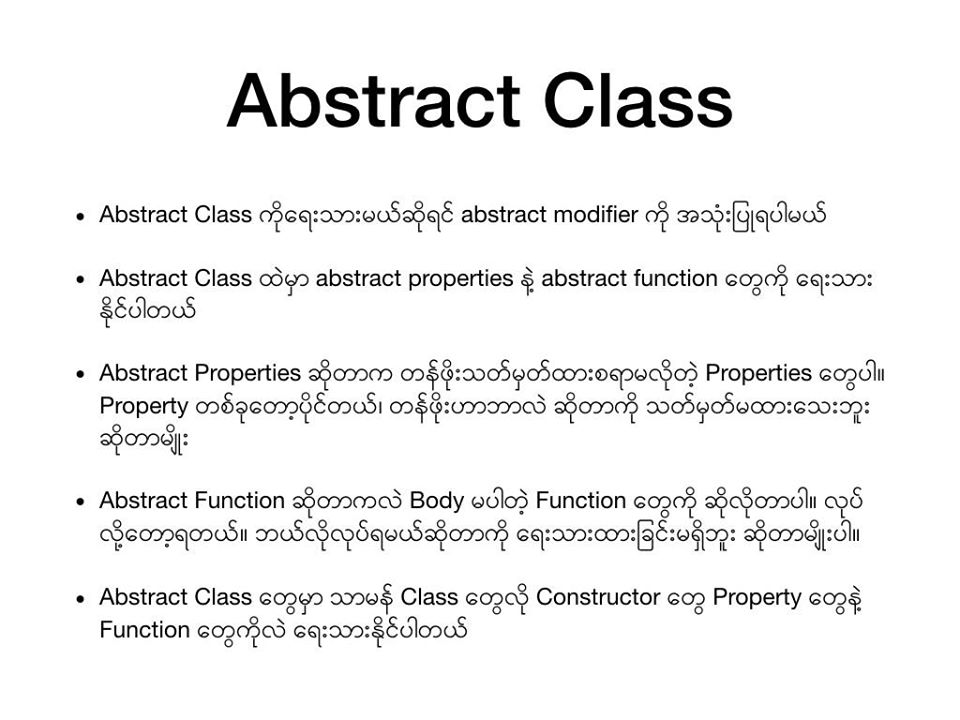 Abstract Class
• Abstract Class ကိုရေးသားမယ်ဆိုရင် abstract modifier ကို အသုံးပြုရပါမယ်
• Abstract Class ထဲမှာ abstract properties နဲ့ abstract function တွေကို ရေးသား
နိုင်ပါတယ်
• Abstract Properties ဆိုတာက တန်ဖိုးသတ်မှတ်ထားစရာမလိုတဲ့ Properties တွေပါ။
Property တစ်ခုတော့ပိုင်တယ်၊ တန်ဖိုးဟာဘာလဲ ဆိုတာကို သတ်မှတ်မထားသေးဘူး
ဆိုတာမျိုး
• Abstract Function ဆိုတာကလဲ Body မပါတဲ့ Function တွေကို ဆိုလိုတာပါ။ လုပ်
လို့တော့ရတယ်။ ဘယ်လိုလုပ်ရမယ်ဆိုတာကို ရေးသားထားခြင်းမရှိဘူး ဆိုတာမျိုးပါ။
• Abstract Class တွေမှာ သာမန် Class တွေလို Constructor တွေ Property တွေနဲ့
Function တွေကိုလဲ ရေးသားနိုင်ပါတယ်